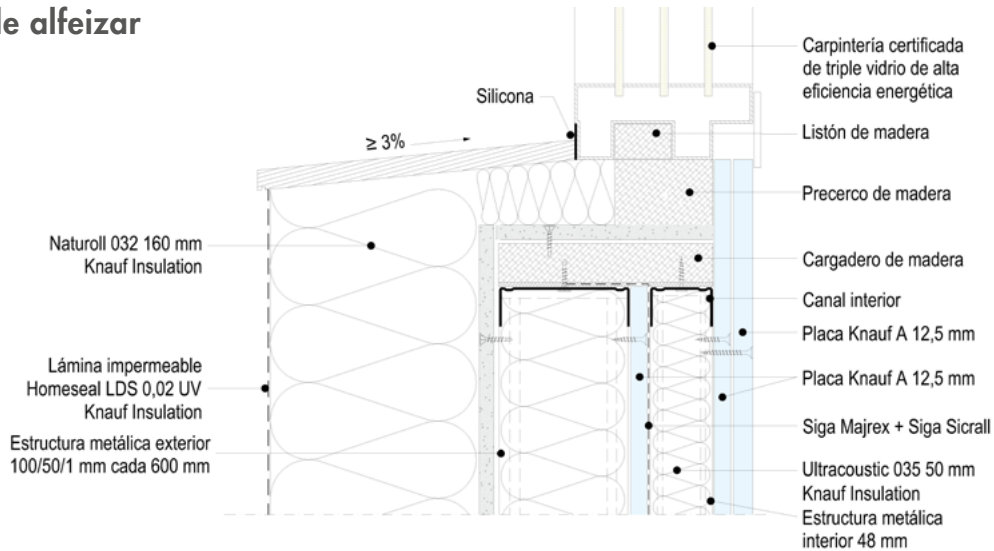 de alfeizar
Silicona
≥ 3%
Naturoll 032 160 mm
Knauf Insulation
Lámina impermeable
Homeseal LDS 0,02 UV
Knauf Insulation
Estructura metálica exterior
100/50/1 mm cada 600 mm
Carpintería certificada
de triple vidrio de alta
eficiencia energética
Listón de madera
Precerco de madera
Cargadero de madera
Canal interior
Placa Knauf A 12,5 mm
Placa Knauf A 12,5 mm
Siga Majrex + Siga Sicrall
Ultracoustic 035 50 mm
Knauf Insulation
Estructura metálica
interior 48 mm